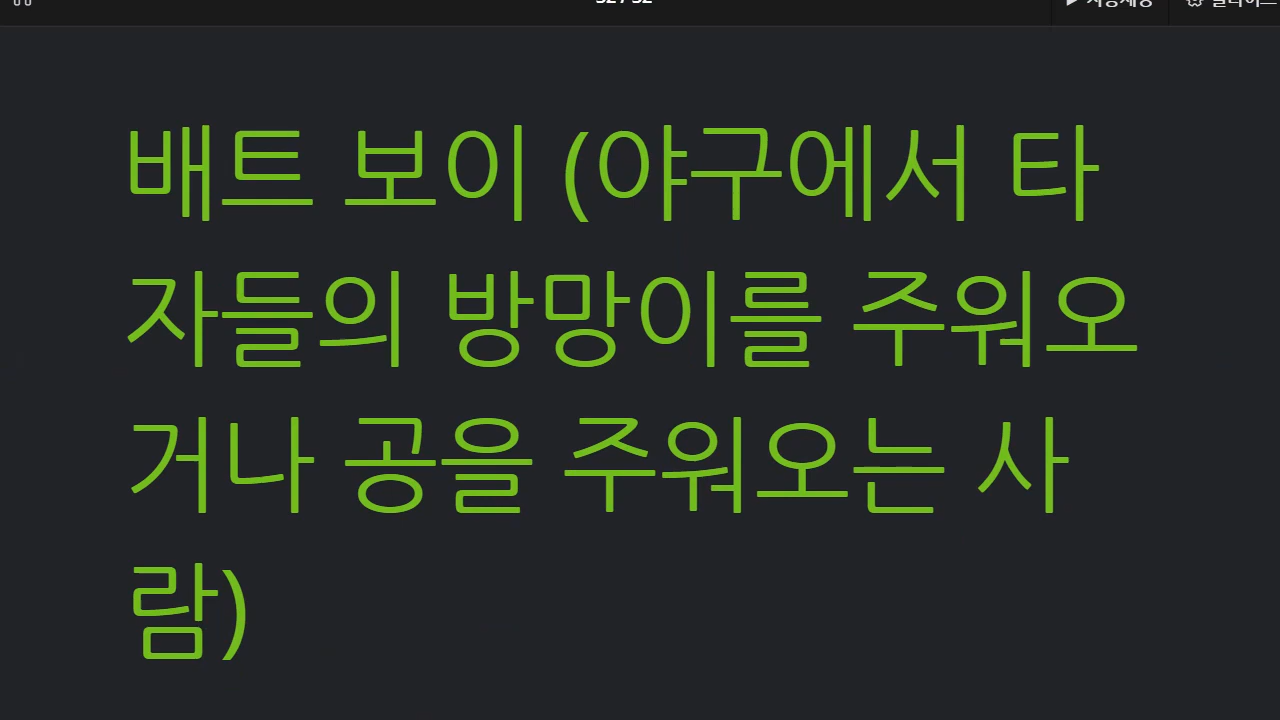 배트 보이 (야구에서 타
자들의 방망이를 주워오
거나 공을 주워오는 사
람)